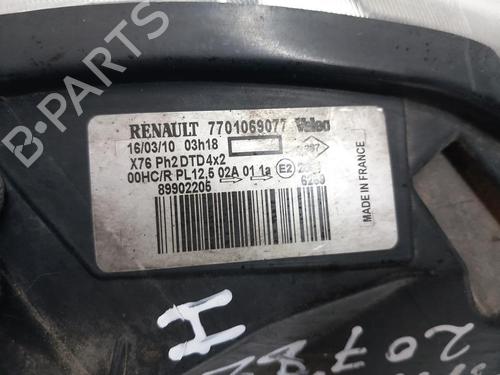 RENAULT 7701069077 Valeo
16/03/10 03h18
X76 Ph2 DTD4x2
00HC/R PL12,5 02A 01 1a E2
89902205
MADE IN FRANCE
H
207